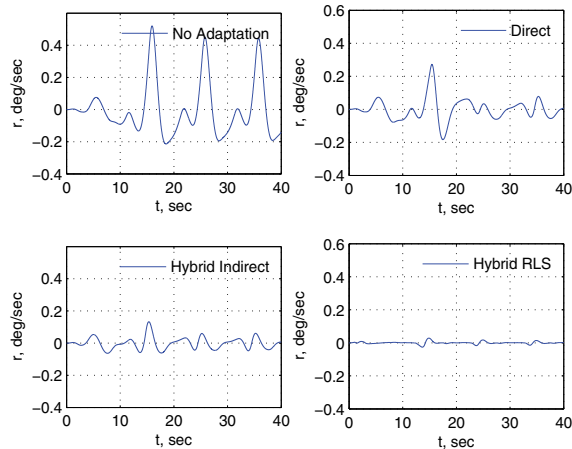 No Adaptation
r, deg/sec
0.4
0.2
0
−0.2
−0.4
0 10 20 30 40
t, sec
Direct
r, deg/sec
0.4
0.2
0
−0.2
−0.4
0 10 20 30 40
t, sec
Hybrid Indirect
r, deg/sec
0.4
0.2
0
−0.2
−0.4
0 10 20 30 40
t, sec
Hybrid RLS
r, deg/sec
0.6
0.4
0.2
0
−0.2
−0.4
0 10 20 30 40
t, sec